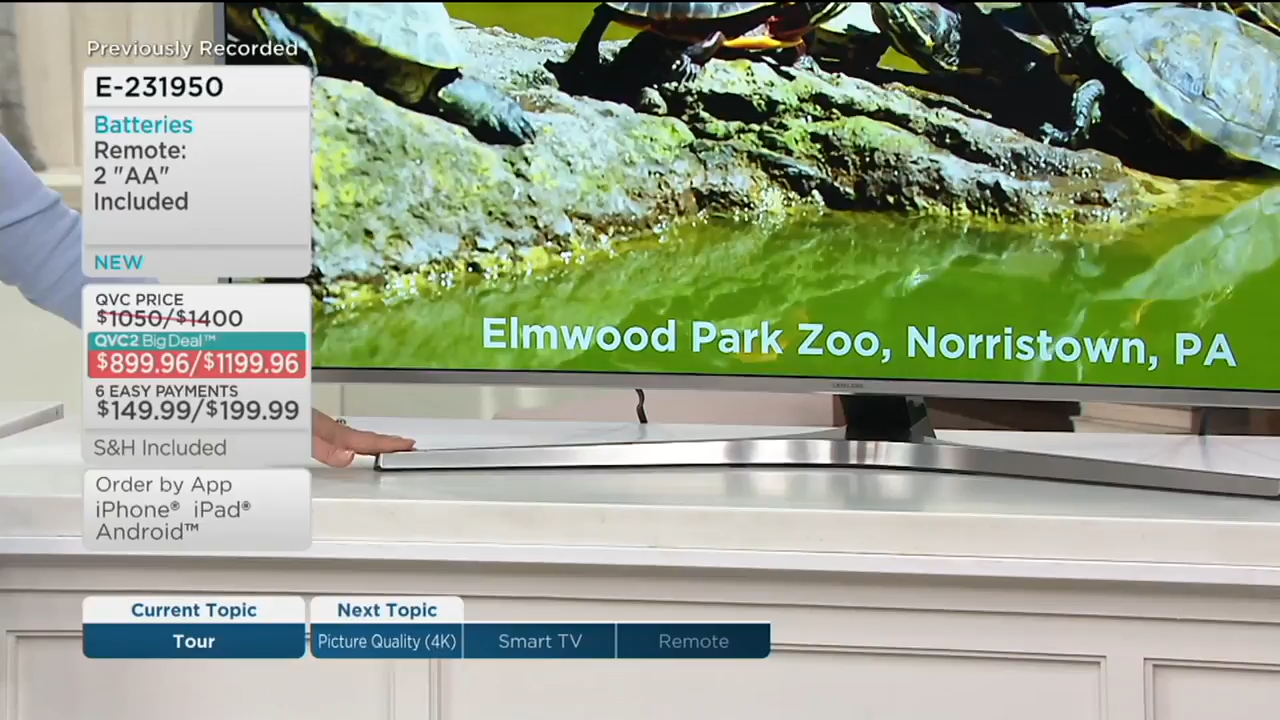 Previously Recorded
E-231950
Batteries
Remote:
2 "AA"
Included
NEW
QVC PRICE
$1050/$1400
QVC2 Big Deal™
$899.96/$1199.96
6 EASY PAYMENTS
$149.99/$199.99
S&H Included
Order by App
iPhone® iPad®
Android™
Elmwood Park Zoo, Norristown, PA
SAMSUNG
Current Topic
Next Topic
Tour
Picture Quality (4K)
Smart TV
Remote